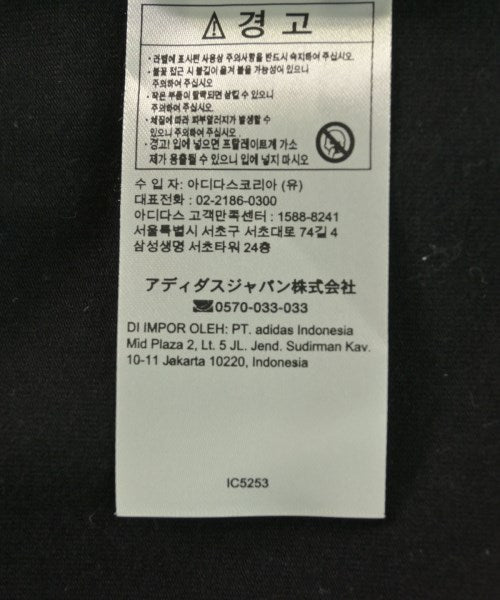 경고
• 라벨에 표시된 사용상 주의사항을 반드시 숙지하여 주십시오.
• 불꽃 접근 시 불길이 옮겨 붙을 가능성이 있으니
주의하여 주십시오.
• 작은 부품이 탈락되면 삼킬 수 있으니
주의하여 주십시오.
• 체질에 따라 피부알러지가 발생할 수
있으니 주의하여 주십시오.
• 경고! 입에 넣으면 프탈레이트계 가소
제가 용출될 수 있으니 입에 넣지 마시오
수 입 자 : 아디다스코리아 (유)
대표전화 : 02-2186-0300
아디다스 고객만족센터 : 1588-8241
서울특별시 서초구 서초대로 74길 4
삼성생명 서초타워 24층
アディダスジャパン株式会社
0570-033-033
DI IMPOR OLEH: PT. adidas Indonesia
Mid Plaza 2, Lt. 5 JL. Jend. Sudirman Kav.
10-11 Jakarta 10220, Indonesia
IC5253